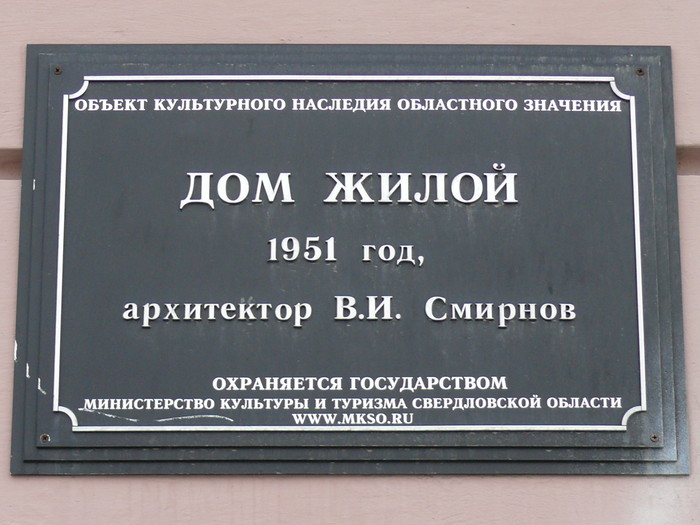 ОБЪЕКТ КУЛЬТУРНОГО НАСЛЕДИЯ ОБЛАСТНОГО ЗНАЧЕНИЯ
ДОМ ЖИЛОЙ
1951 год,
архитектор В.И. Смирнов
ОХРАНЯЕТСЯ ГОСУДАРСТВОМ
МИНИСТЕРСТВО КУЛЬТУРЫ И ТУРИЗМА СВЕРДЛОВСКОЙ ОБЛАСТИ
WWW.MKSO.RU